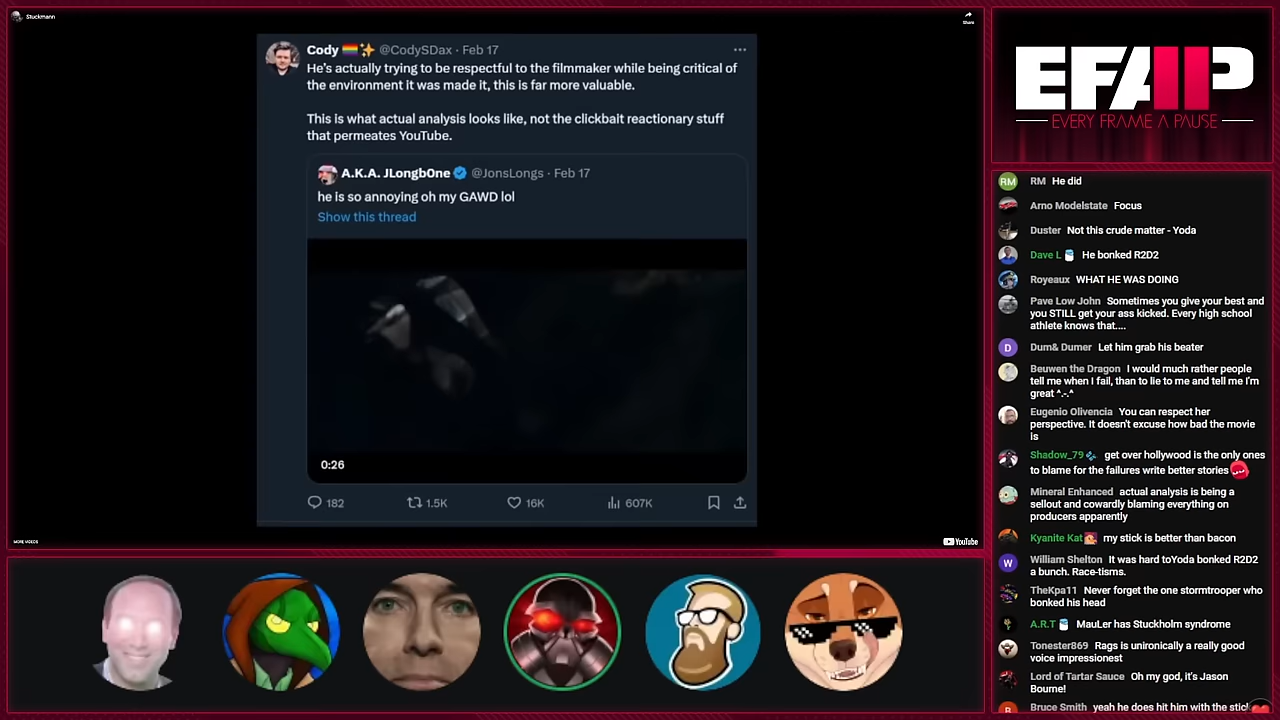 Stuckmann
Share
Cody @CodySDax · Feb 17
He's actually trying to be respectful to the filmmaker while being critical of
the environment it was made it, this is far more valuable.
This is what actual analysis looks like, not the clickbait reactionary stuff
that permeates YouTube.
A.K.A. JLongbOne @JonsLongs · Feb 17
he is so annoying oh my GAWD lol
Show this thread
0:26
182
1.5K
16K
607K
MORE VIDEOS
YouTube
EFAP
EVERY FRAME A PAUSE
RM He did
Arno Modelstate Focus
Duster Not this crude matter - Yoda
Dave L He bonked R2D2
Royeaux WHAT HE WAS DOING
Pave Low John Sometimes you give your best and
you STILL get your ass kicked. Every high school
athlete knows that....
D
Dum& Dumer Let him grab his beater
Beuwen the Dragon I would much rather people
tell me when I fail, than to lie to me and tell me I'm
great ^.-.^
Eugenio Olivencia You can respect her
perspective. It doesn't excuse how bad the movie
is
Shadow_79 get over hollywood is the only ones
to blame for the failures write better stories
Mineral Enhanced actual analysis is being a
sellout and cowardly blaming everything on
producers apparently
Kyanite Kat my stick is better than bacon
W
William Shelton It was hard toYoda bonked R2D2
a bunch. Race-tisms.
TheKpa11 Never forget the one stormtrooper who
bonked his head
A.R.T MauLer has Stuckholm syndrome
Tonester869 Rags is unironically a really good
voice impressionest
Lord of Tartar Sauce Oh my god, it's Jason
Bourne!
Bruce Smith yeah he does hit him with the stick